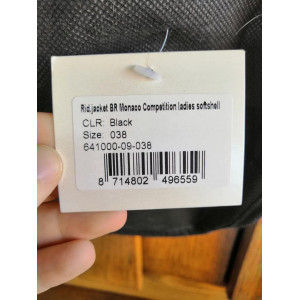 Rid.jacket BR Monaco Competition ladies softshell
CLR: Black
Size: 038
641000-09-038
8 714802 496559